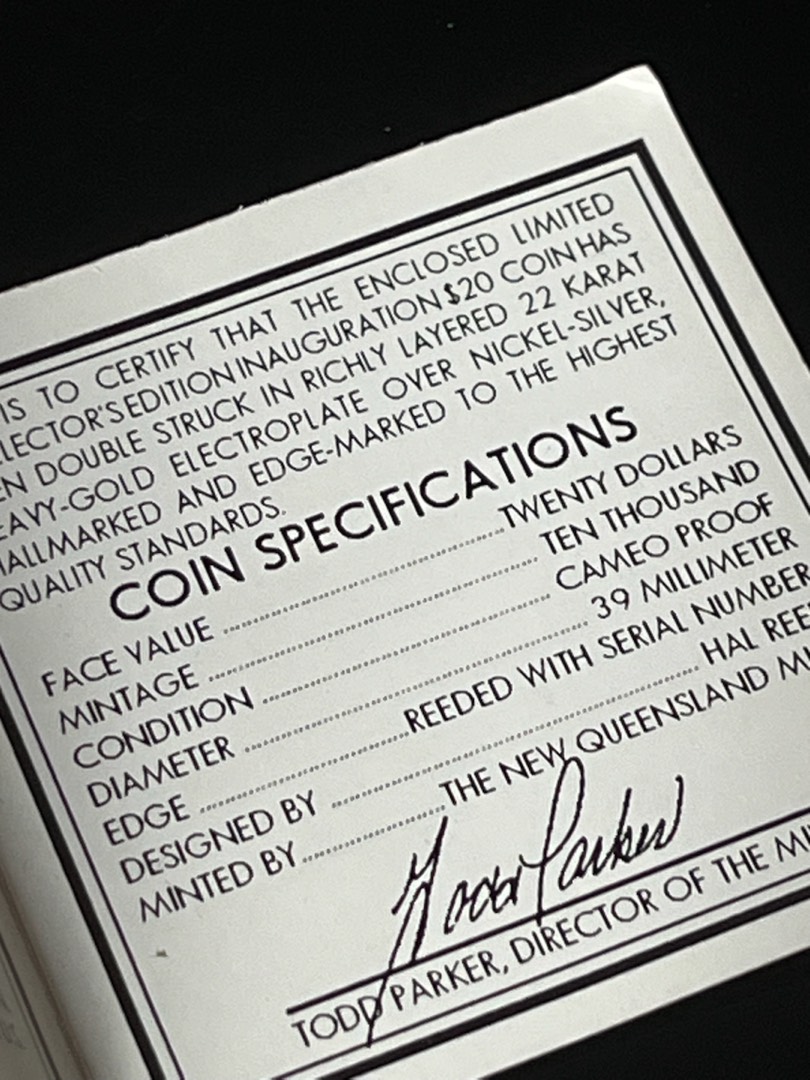 IS TO CERTIFY THAT THE ENCLOSED LIMITED
LECTOR'S EDITION INAUGURATION $20 COIN HAS
EN DOUBLE STRUCK IN RICHLY LAYERED 22 KARAT
EAVY-GOLD ELECTROPLATE OVER NICKEL-SILVER,
ALLMARKED AND EDGE-MARKED TO THE HIGHEST
QUALITY STANDARDS.
COIN SPECIFICATIONS
FACE VALUE TWENTY DOLLARS
MINTAGE TEN THOUSAND
CONDITION CAMEO PROOF
DIAMETER 39 MILLIMETER
EDGE REEDED WITH SERIAL NUMBER
DESIGNED BY HAL REE
MINTED BY THE NEW QUEENSLAND MI
Todd Parker
TODD PARKER, DIRECTOR OF THE MI